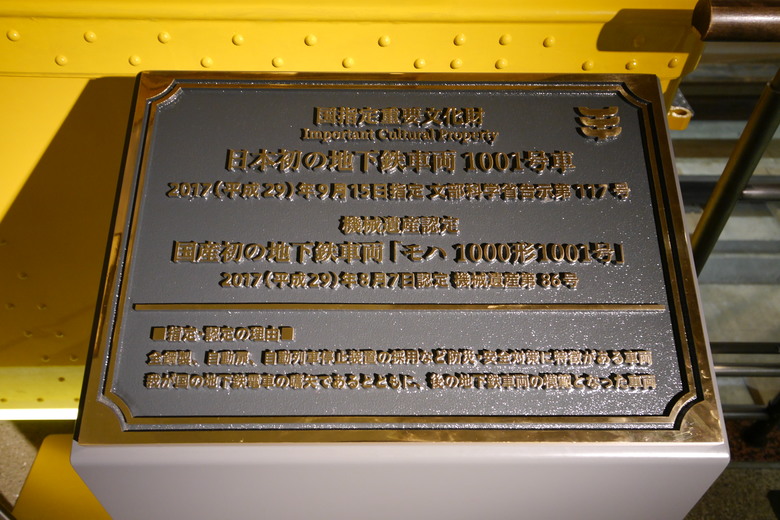 国指定重要文化財
Important Cultural Property
日本初の地下鉄車両 1001号車
2017(平成29)年9月15日指定 文部科学省告示第117号
機械遺産認定
国産初の地下鉄車両「モハ 1000形1001号」
2017(平成29)年8月7日認定 機械遺産第86号
■指定・認定の理由■
全鋼製、自動扉、自動列車停止装置の採用など防災・安全対策に特徴がある車両
我が国の地下鉄電車の嚆矢であるとともに、後の地下鉄車両の模範となった車両